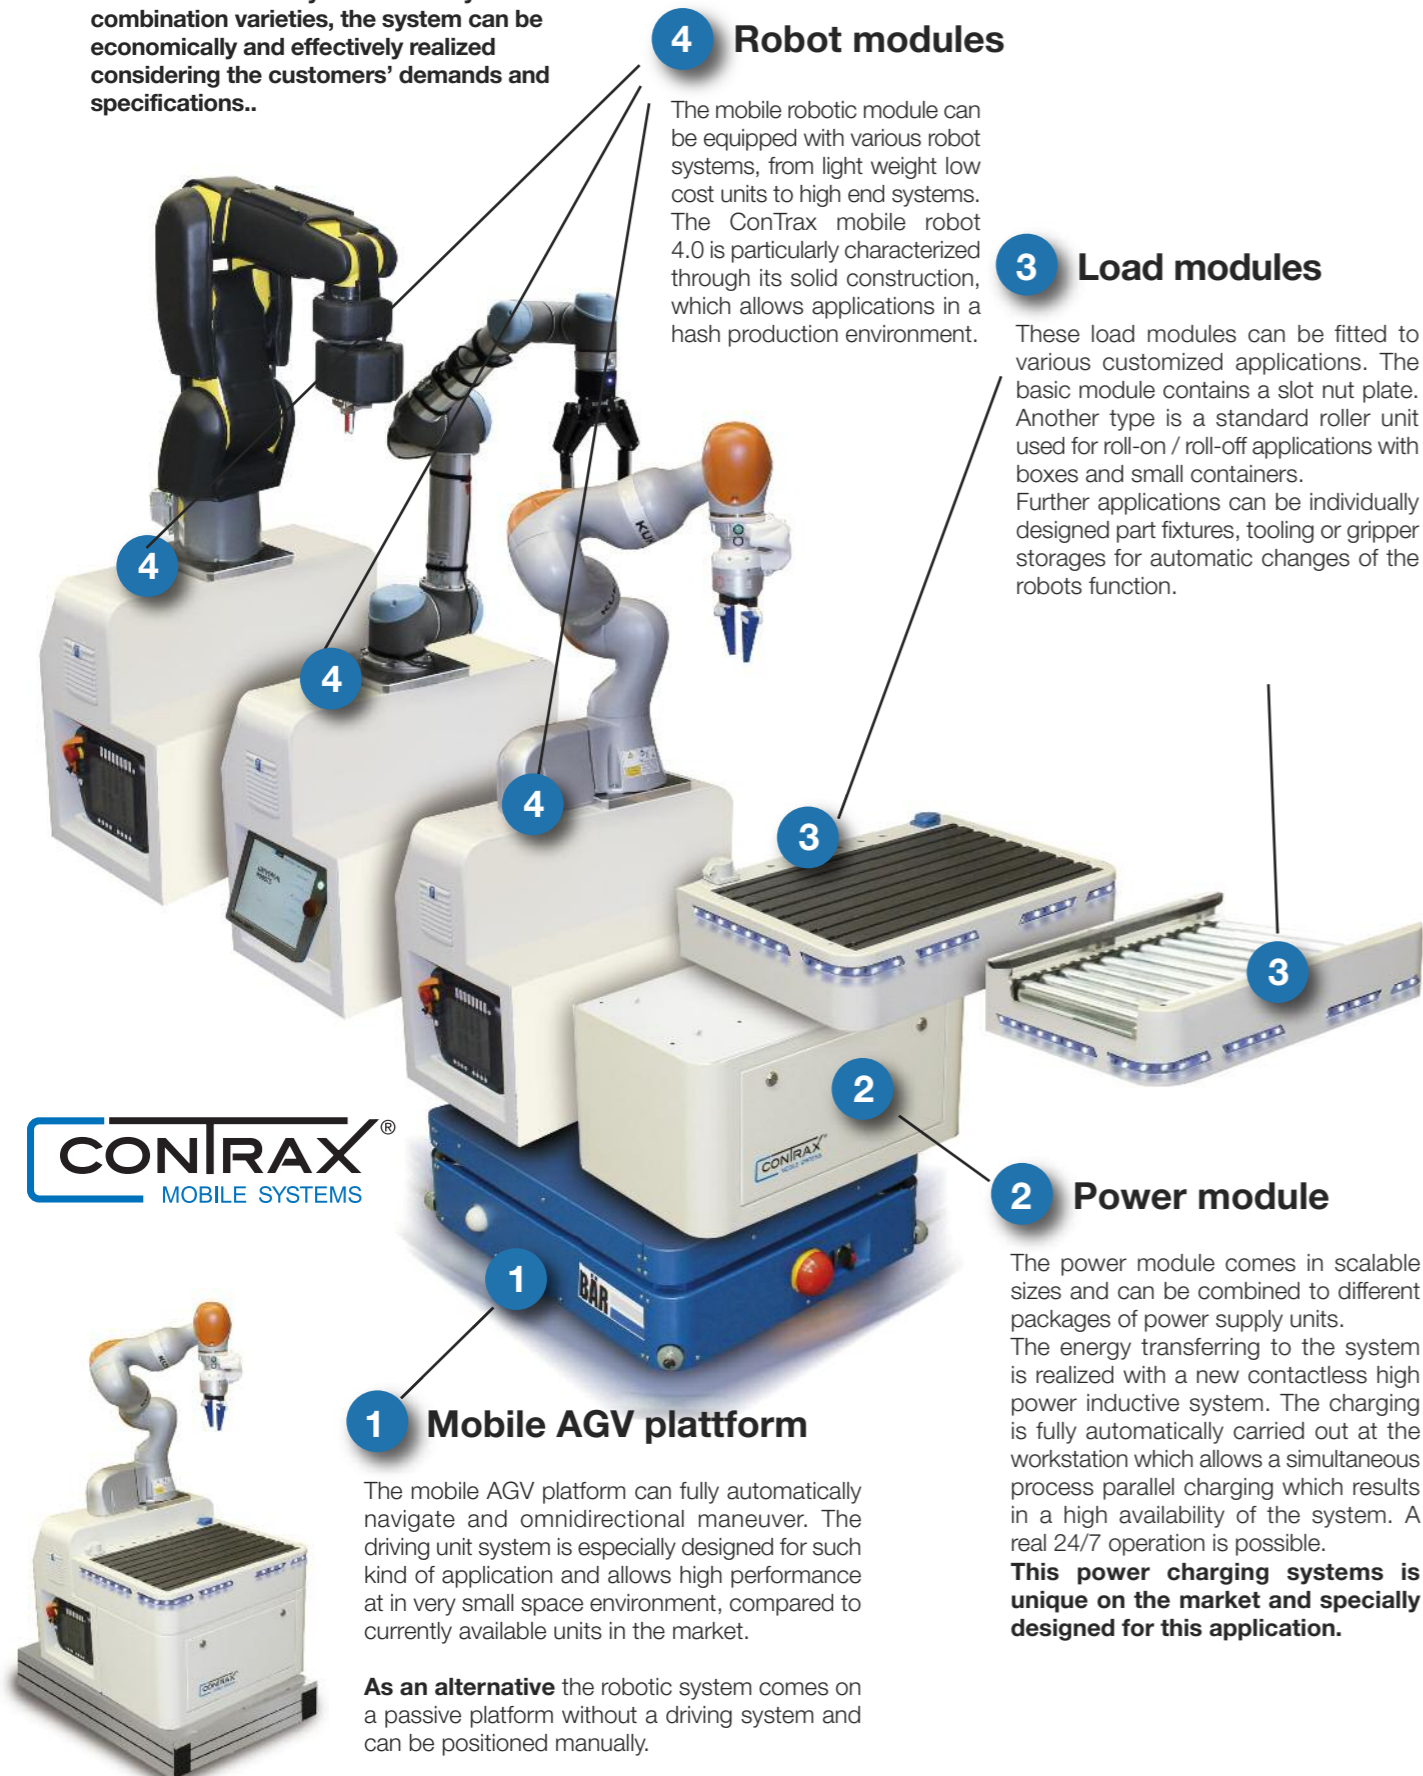 combination varieties, the system can be
economically and effectively realized
considering the customers' demands and
specifications..
4 Robot modules
The mobile robotic module can
be equipped with various robot
systems, from light weight low
cost units to high end systems.
The ConTrax mobile robot
4.0 is particularly characterized
through its solid construction,
which allows applications in a
hash production environment.
3 Load modules
These load modules can be fitted to
various customized applications. The
basic module contains a slot nut plate.
Another type is a standard roller unit
used for roll-on / roll-off applications with
boxes and small containers.
Further applications can be individually
designed part fixtures, tooling or gripper
storages for automatic changes of the
robots function.
KUKA
4
4
4
3
3
2
CONTRAX®
MOBILE SYSTEMS
CONTRAX®
MOBILE SYSTEMS
1
BÄR
2 Power module
The power module comes in scalable
sizes and can be combined to different
packages of power supply units.
The energy transferring to the system
is realized with a new contactless high
power inductive system. The charging
is fully automatically carried out at the
workstation which allows a simultaneous
process parallel charging which results
in a high availability of the system. A
real 24/7 operation is possible.
This power charging systems is
unique on the market and specially
designed for this application.
1 Mobile AGV plattform
The mobile AGV platform can fully automatically
navigate and omnidirectional maneuver. The
driving unit system is especially designed for such
kind of application and allows high performance
at in very small space environment, compared to
currently available units in the market.
As an alternative the robotic system comes on
a passive platform without a driving system and
can be positioned manually.
CONTRAX